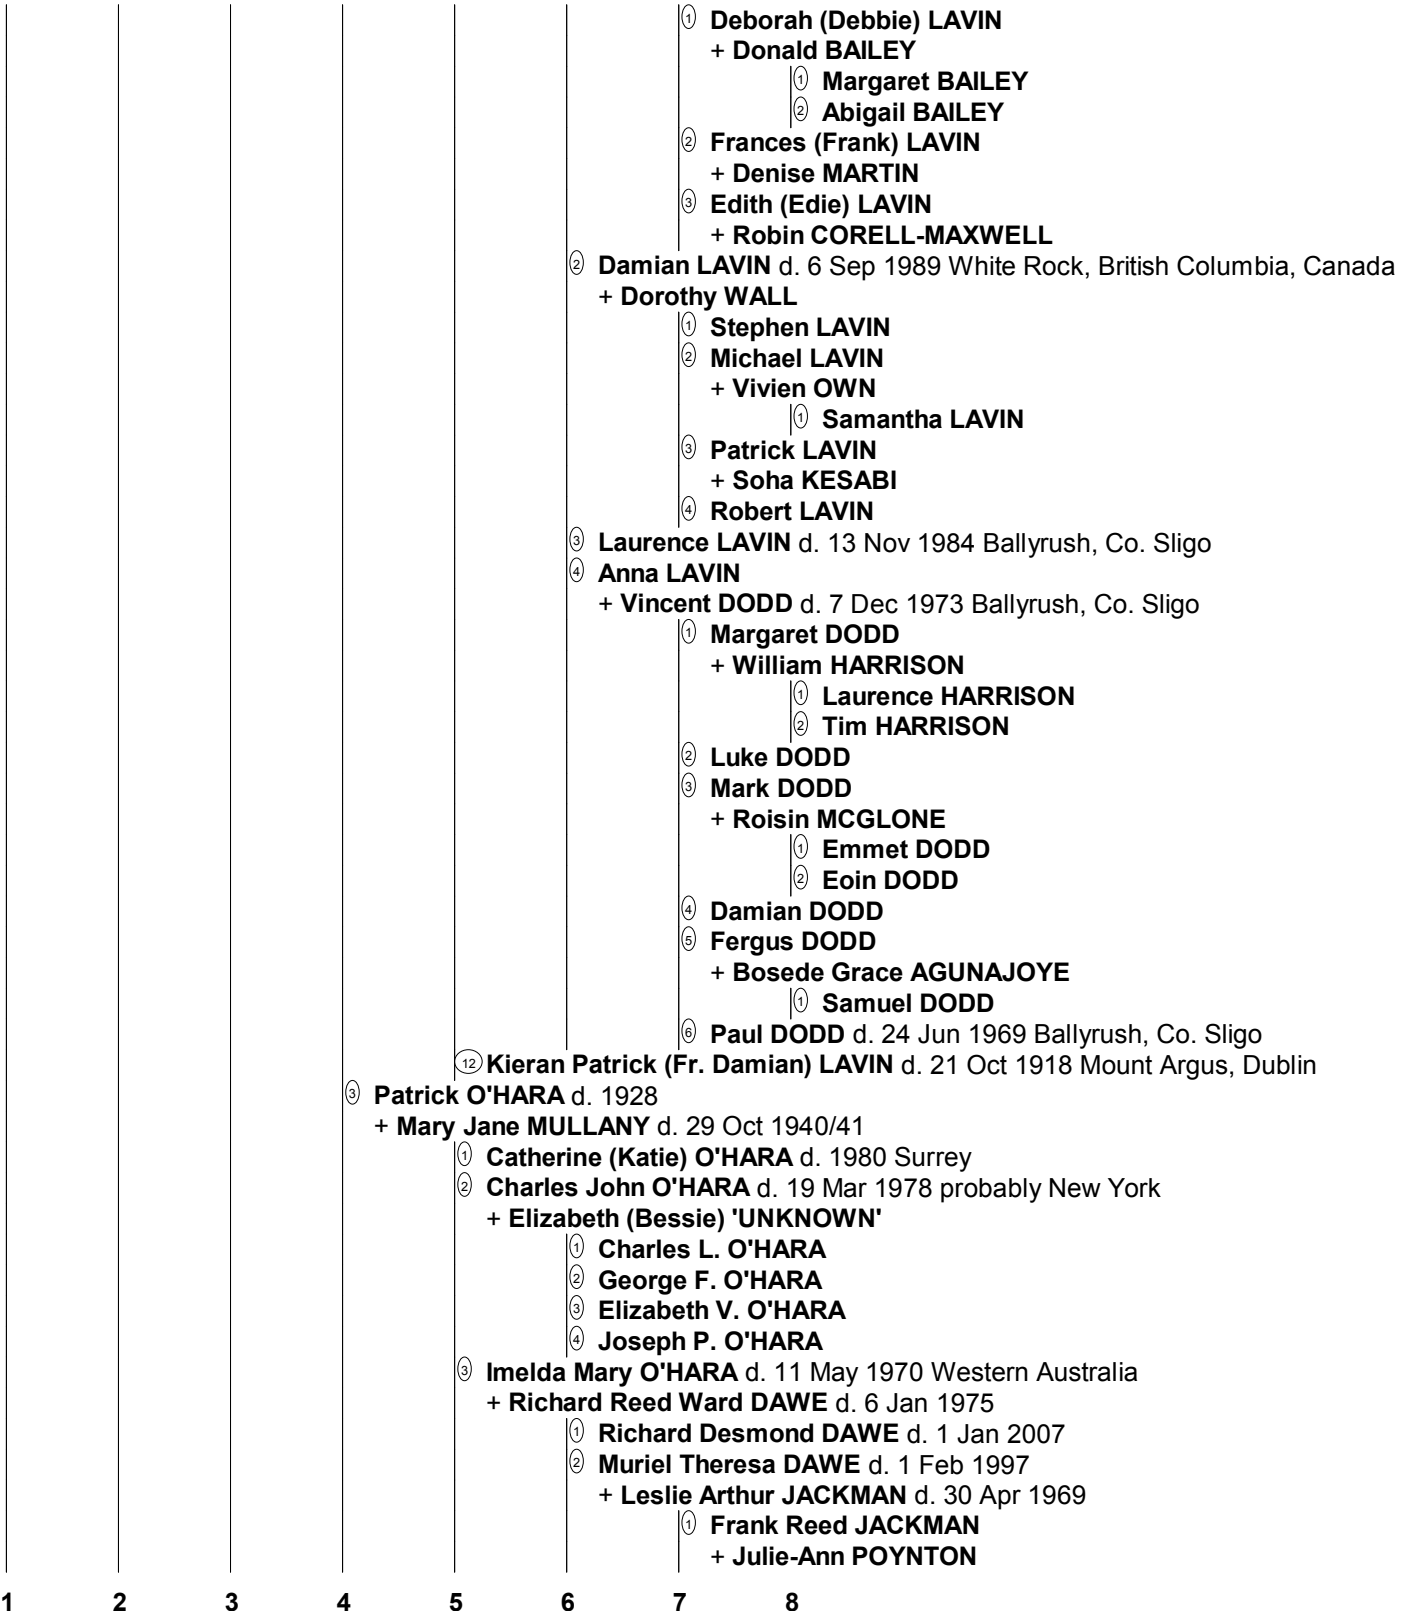 ① Deborah (Debbie) LAVIN
+ Donald BAILEY
① Margaret BAILEY
② Abigail BAILEY
② Frances (Frank) LAVIN
+ Denise MARTIN
③ Edith (Edie) LAVIN
+ Robin CORELL-MAXWELL
② Damian LAVIN d. 6 Sep 1989 White Rock, British Columbia, Canada
+ Dorothy WALL
① Stephen LAVIN
② Michael LAVIN
+ Vivien OWN
① Samantha LAVIN
③ Patrick LAVIN
+ Soha KESABI
④ Robert LAVIN
③ Laurence LAVIN d. 13 Nov 1984 Ballyrush, Co. Sligo
④ Anna LAVIN
+ Vincent DODD d. 7 Dec 1973 Ballyrush, Co. Sligo
① Margaret DODD
+ William HARRISON
① Laurence HARRISON
② Tim HARRISON
② Luke DODD
③ Mark DODD
+ Roisin MCGLONE
① Emmet DODD
② Eoin DODD
④ Damian DODD
⑤ Fergus DODD
+ Bosede Grace AGUNAJOYE
① Samuel DODD
⑥ Paul DODD d. 24 Jun 1969 Ballyrush, Co. Sligo
⑫ Kieran Patrick (Fr. Damian) LAVIN d. 21 Oct 1918 Mount Argus, Dublin
③ Patrick O'HARA d. 1928
+ Mary Jane MULLANY d. 29 Oct 1940/41
① Catherine (Katie) O'HARA d. 1980 Surrey
② Charles John O'HARA d. 19 Mar 1978 probably New York
+ Elizabeth (Bessie) 'UNKNOWN'
① Charles L. O'HARA
② George F. O'HARA
③ Elizabeth V. O'HARA
④ Joseph P. O'HARA
③ Imelda Mary O'HARA d. 11 May 1970 Western Australia
+ Richard Reed Ward DAWE d. 6 Jan 1975
① Richard Desmond DAWE d. 1 Jan 2007
② Muriel Theresa DAWE d. 1 Feb 1997
+ Leslie Arthur JACKMAN d. 30 Apr 1969
① Frank Reed JACKMAN
+ Julie-Ann POYNTON
1 2 3 4 5 6 7 8